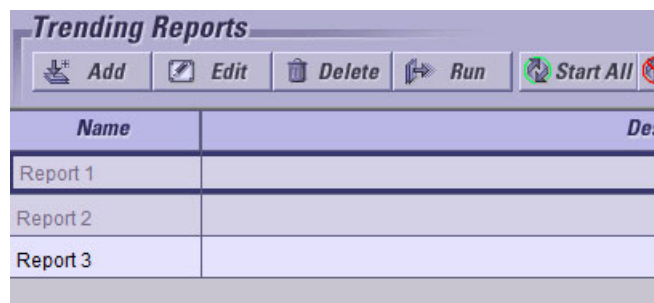 Trending Reports
Add Edit Delete Run Start All
Name
Report 1
Report 2
Report 3